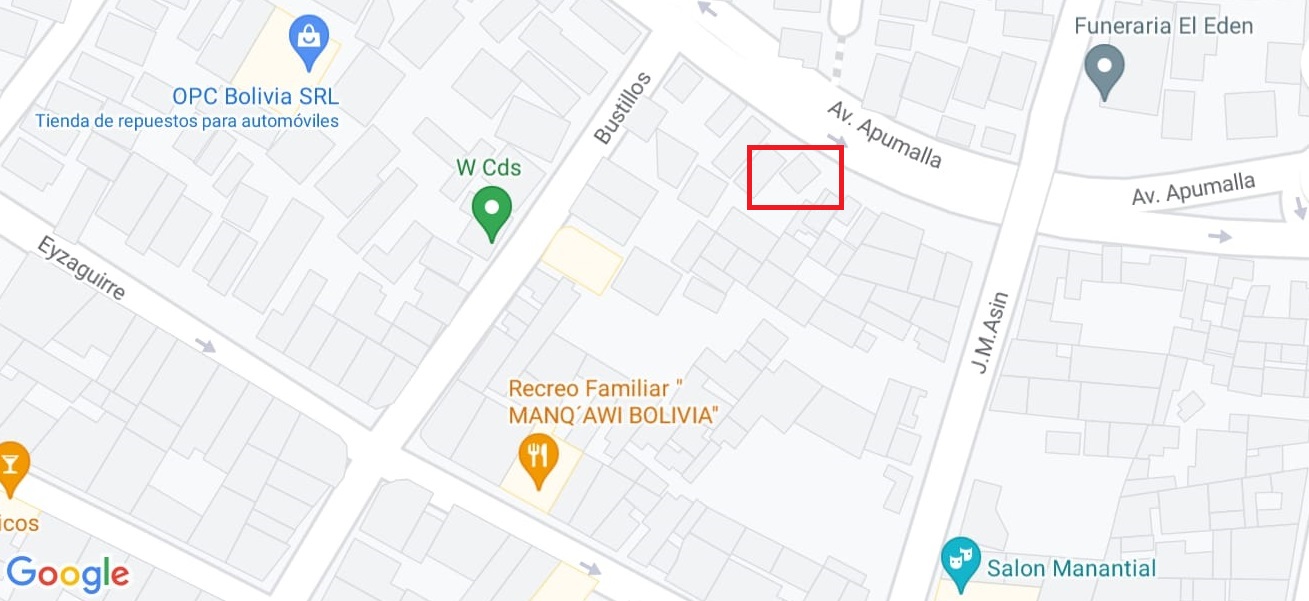 Funeraria El Eden
OPC Bolivia SRL
Tienda de repuestos para automóviles
Bustillos
Av. Apumalla
W Cds
Av. Apumalla
Eyzaguirre
J.M.Asin
Recreo Familiar "
MANQ´AWI BOLIVIA"
icos
Google
Salon Manantial